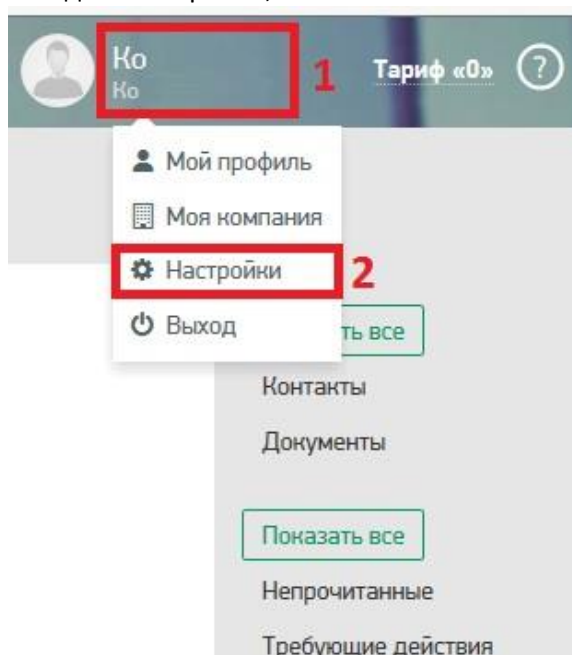 Ко
Ко
1
Тариф «0»
?
Мой профиль
Моя компания
Настройки
2
Выход
ть все
Контакты
Документы
Показать все
Непрочитанные
Требующие действия